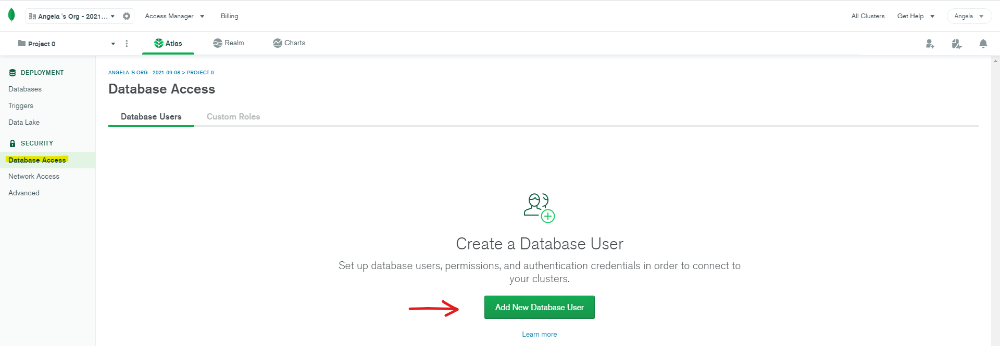 Angela 's Org - 2021...
Access Manager
Billing
All Clusters
Get Help
Angela
Project 0
Atlas
Realm
Charts
DEPLOYMENT
Databases
Triggers
Data Lake
SECURITY
Database Access
Network Access
Advanced
ANGELA 'S ORG - 2021-09-06 > PROJECT 0
Database Access
Database Users
Custom Roles
Create a Database User
Set up database users, permissions, and authentication credentials in order to connect to
your clusters.
Add New Database User
Learn more